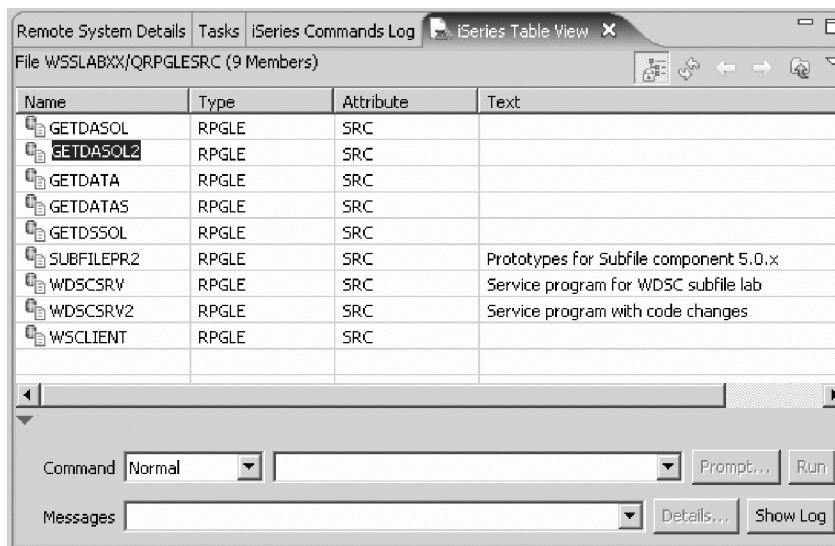 Remote System Details Tasks iSeries Commands Log iSeries Table View
File WSSLABXX/QRPGLESRC (9 Members)
Name Type Attribute Text
GETDASOL RPGLE SRC
GETDASOL2 RPGLE SRC
GETDATA RPGLE SRC
GETDATAS RPGLE SRC
GETDSSOL RPGLE SRC
SUBFILEPR2 RPGLE SRC Prototypes for Subfile component 5.0.x
WDSCSRV RPGLE SRC Service program for WDSC subfile lab
WDSCSRV2 RPGLE SRC Service program with code changes
WSCLIENT RPGLE SRC
Command Normal Prompt... Run
Messages Details... Show Log